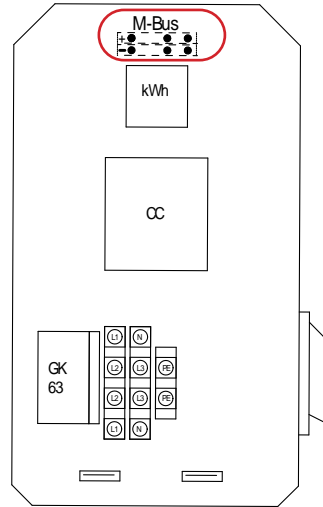 M-Bus
+
-
kWh
CC
GK
63
L1 N
L2 L3 PE
L2 L3 PE
L1 N